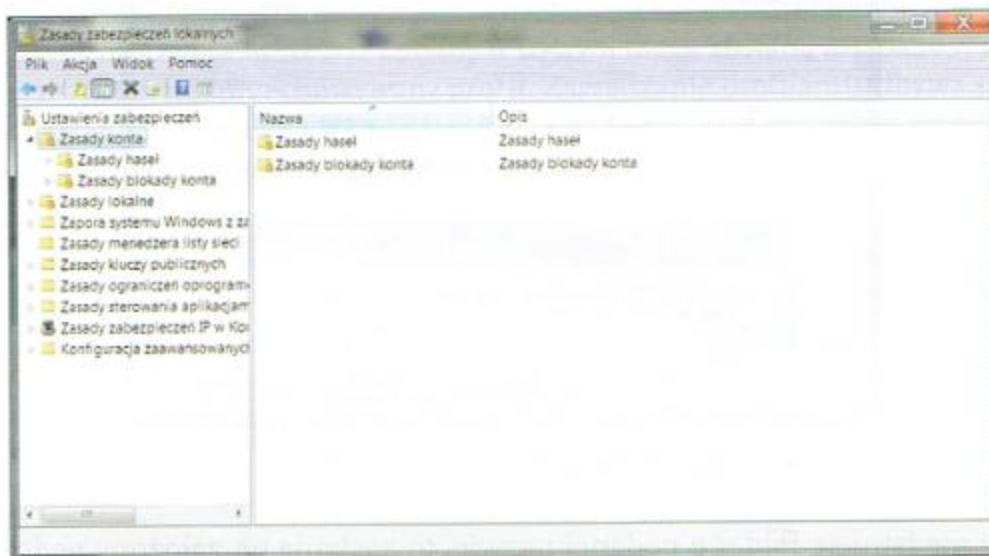 Zasady zabezpieczeń lokalnych
Plik Akcja Widok Pomoc
Ustawienia zabezpieczeń
Zasady konta
Zasady haseł
Zasady blokady konta
Zasady lokalne
Zapora systemu Windows z za
Zasady menedżera listy sieci
Zasady kluczy publicznych
Zasady ograniczeń oprogram
Zasady sterowania aplikacjam
Zasady zabezpieczeń IP w Kom
Konfiguracja zaawansowanych
Nazwa Opis
Zasady haseł Zasady haseł
Zasady blokady konta Zasady blokady konta